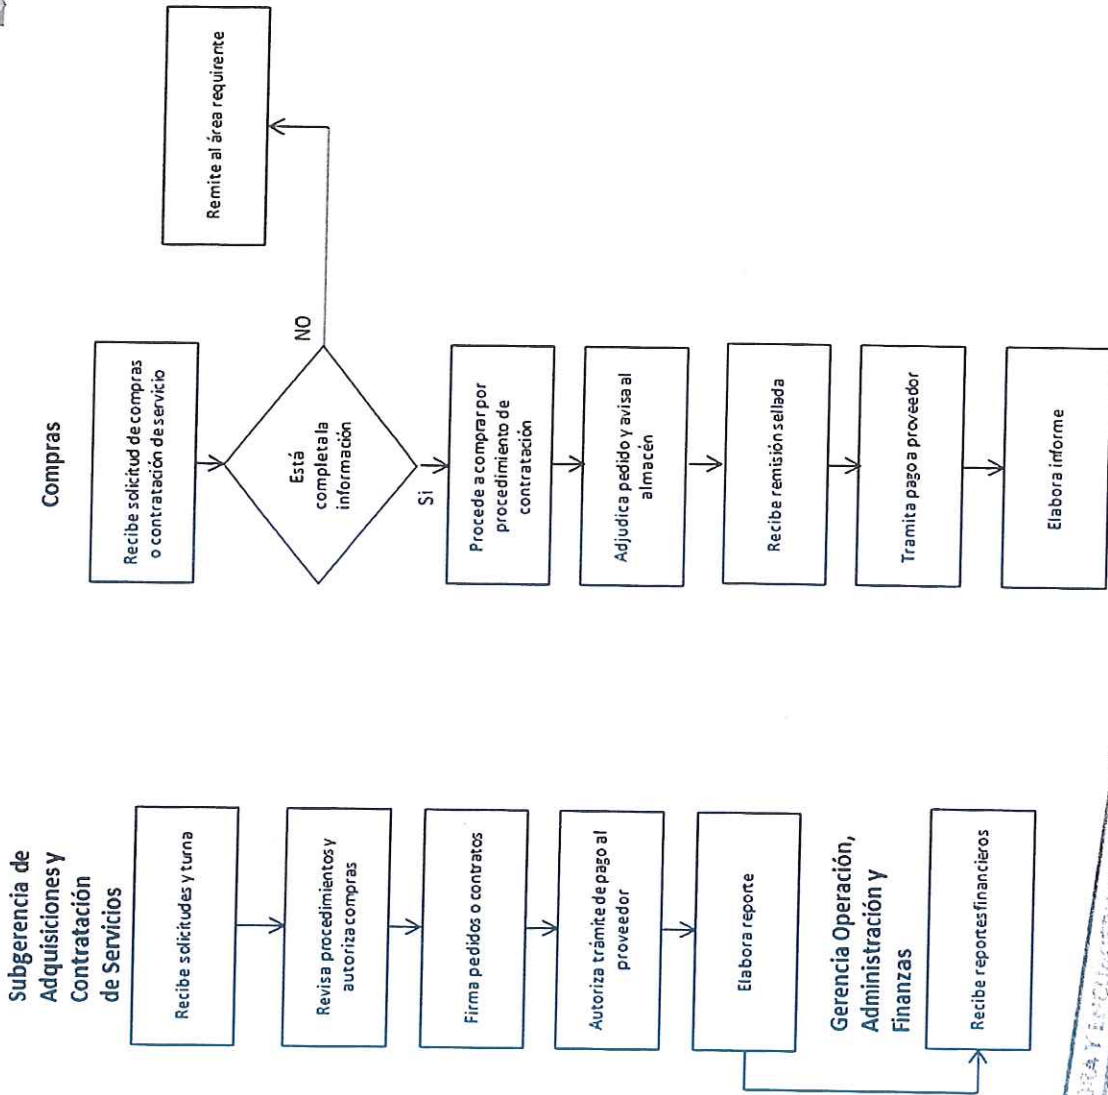 Subgerencia de
Adquisiciones y
Contratación
de Servicios
Recibe solicitudes y turna
Revisa procedimientos y
autoriza compras
Firma pedidos o contratos
Autoriza trámite de pago al
proveedor
Elabora reporte
Gerencia Operación,
Administración y
Finanzas
Recibe reportes financieros
Compras
Recibe solicitud de compras
o contratación de servicio
Está
completa la
información
NO
Remite al área requirente
Si
Procede a comprar por
procedimiento de
contratación
Adjudica pedido y avisa al
almacén
Recibe remisión sellada
Tramita pago a proveedor
Elabora informe